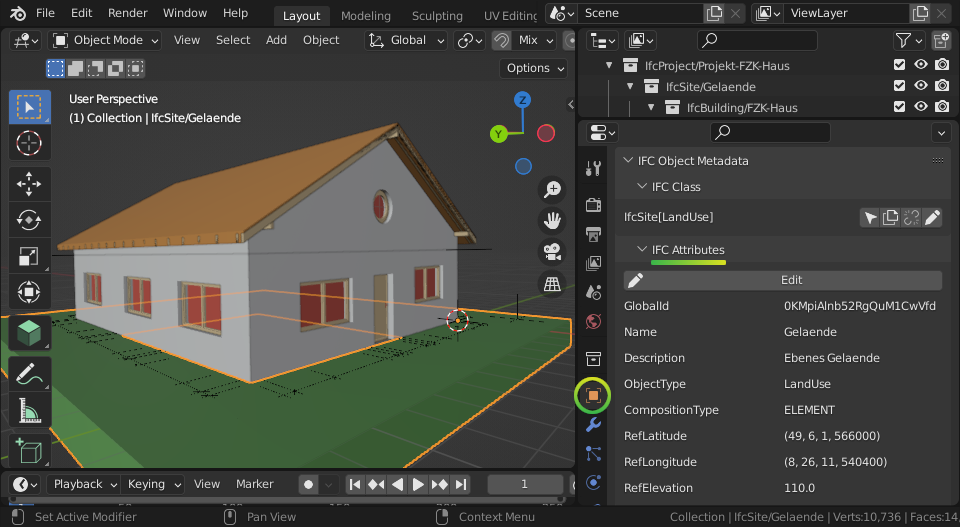 File Edit Render Window Help Layout Modeling Sculpting UV Editing Scene ViewLayer
Object Mode View Select Add Object Global Mix
Options
User Perspective
(1) Collection | IfcSite/Gelaende
Z
Y
IfcProject/Projekt-FZK-Haus
IfcSite/Gelaende
IfcBuilding/FZK-Haus
IFC Object Metadata
IFC Class
IfcSite[LandUse]
IFC Attributes
Edit
GlobalId 0KMpiAlnb52RgQuM1CwVfd
Name Gelaende
Description Ebenes Gelaende
ObjectType LandUse
CompositionType ELEMENT
RefLatitude (49, 6, 1, 566000)
RefLongitude (8, 26, 11, 540400)
RefElevation 110.0
Playback Keying View Marker 1
Set Active Modifier Pan View Context Menu Collection | IfcSite/Gelaende | Verts:10,736 | Faces:14